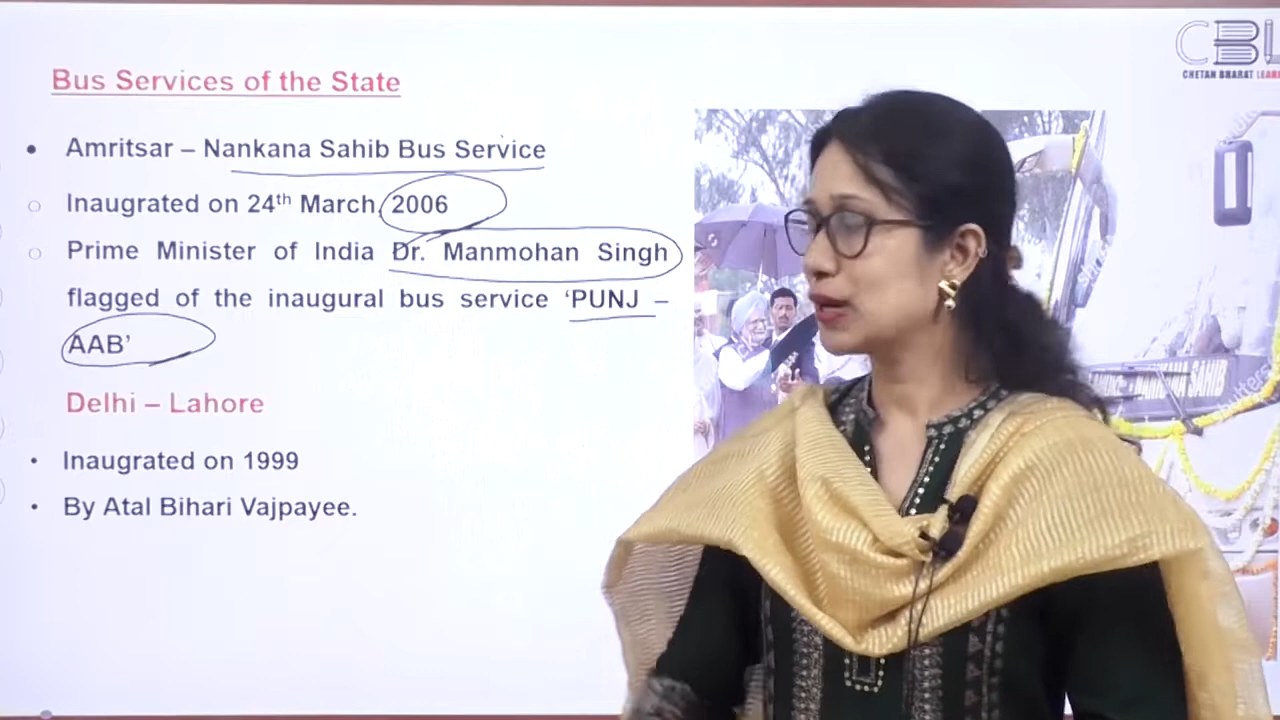 CBL
CHETAN BHARAT LEAR
Bus Services of the State
• Amritsar – Nankana Sahib Bus Service
○ Inaugrated on 24th March, 2006
○ Prime Minister of India Dr. Manmohan Singh
flagged of the inaugural bus service ‘PUNJ –
AAB’
Delhi – Lahore
• Inaugrated on 1999
• By Atal Bihari Vajpayee.
SAHIB